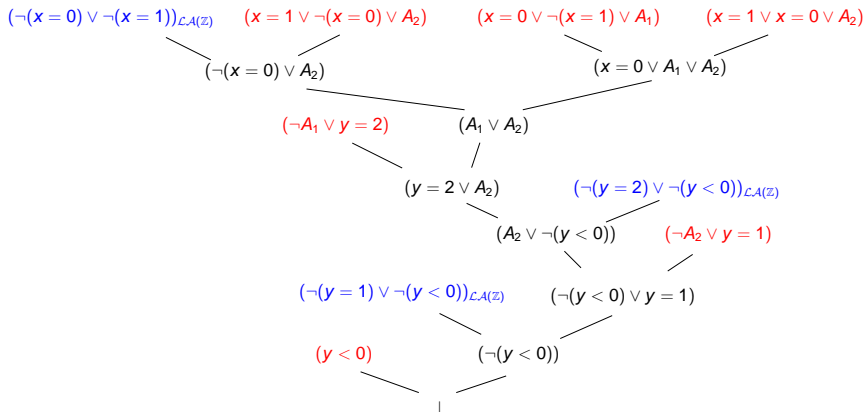 (¬(x = 0) ∨ ¬(x = 1))_{LA(ℤ)} (x = 1 ∨ ¬(x = 0) ∨ A₂) (x = 0 ∨ ¬(x = 1) ∨ A₁) (x = 1 ∨ x = 0 ∨ A₂)
(¬(x = 0) ∨ A₂) (x = 0 ∨ A₁ ∨ A₂)
(¬A₁ ∨ y = 2) (A₁ ∨ A₂)
(y = 2 ∨ A₂) (¬(y = 2) ∨ ¬(y < 0))_{LA(ℤ)}
(A₂ ∨ ¬(y < 0)) (¬A₂ ∨ y = 1)
(¬(y = 1) ∨ ¬(y < 0))_{LA(ℤ)} (¬(y < 0) ∨ y = 1)
(y < 0) (¬(y < 0))